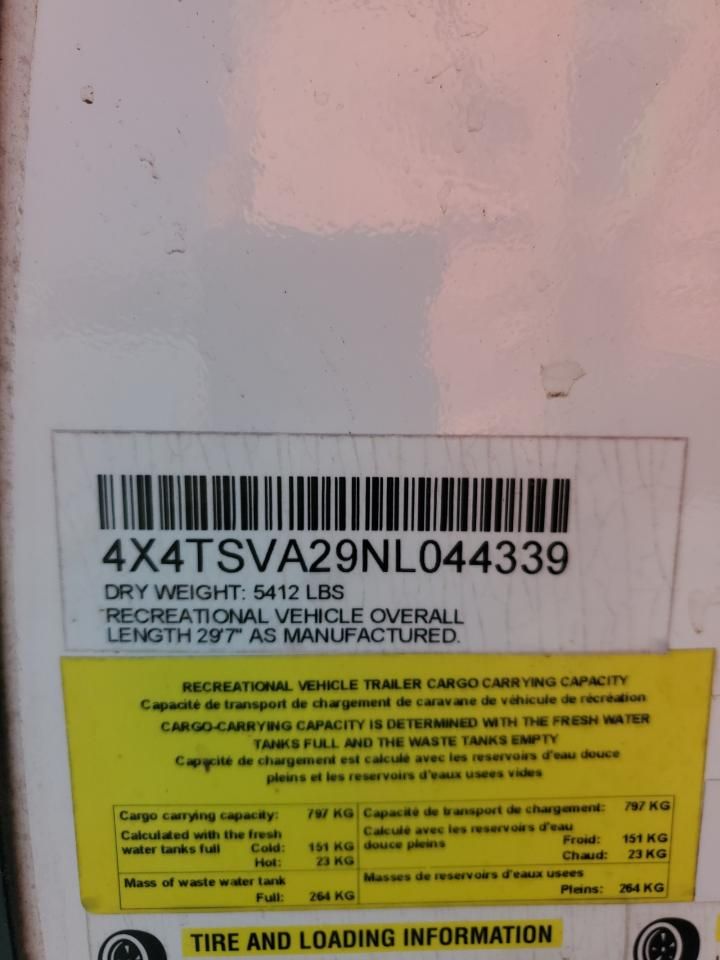 4X4TSVA29NL044339
DRY WEIGHT: 5412 LBS
RECREATIONAL VEHICLE OVERALL
LENGTH 29'7" AS MANUFACTURED.
RECREATIONAL VEHICLE TRAILER CARGO CARRYING CAPACITY
Capacité de transport de chargement de caravane de véhicule de récréation
CARGO-CARRYING CAPACITY IS DETERMINED WITH THE FRESH WATER
TANKS FULL AND THE WASTE TANKS EMPTY
Capacité de chargement est calculé avec les reservoirs d'eau douce
pleins et les reservoirs d'eaux usees vides
Cargo carrying capacity: 797 KG
Calculated with the fresh
water tanks full Cold: 151 KG
Hot: 23 KG
Mass of waste water tank
Full: 264 KG
Capacité de transport de chargement: 797 KG
Calculé avec les reservoirs d'eau
douce pleins Froid: 151 KG
Chaud: 23 KG
Masses de reservoirs d'eaux usees
Pleins: 264 KG
TIRE AND LOADING INFORMATION